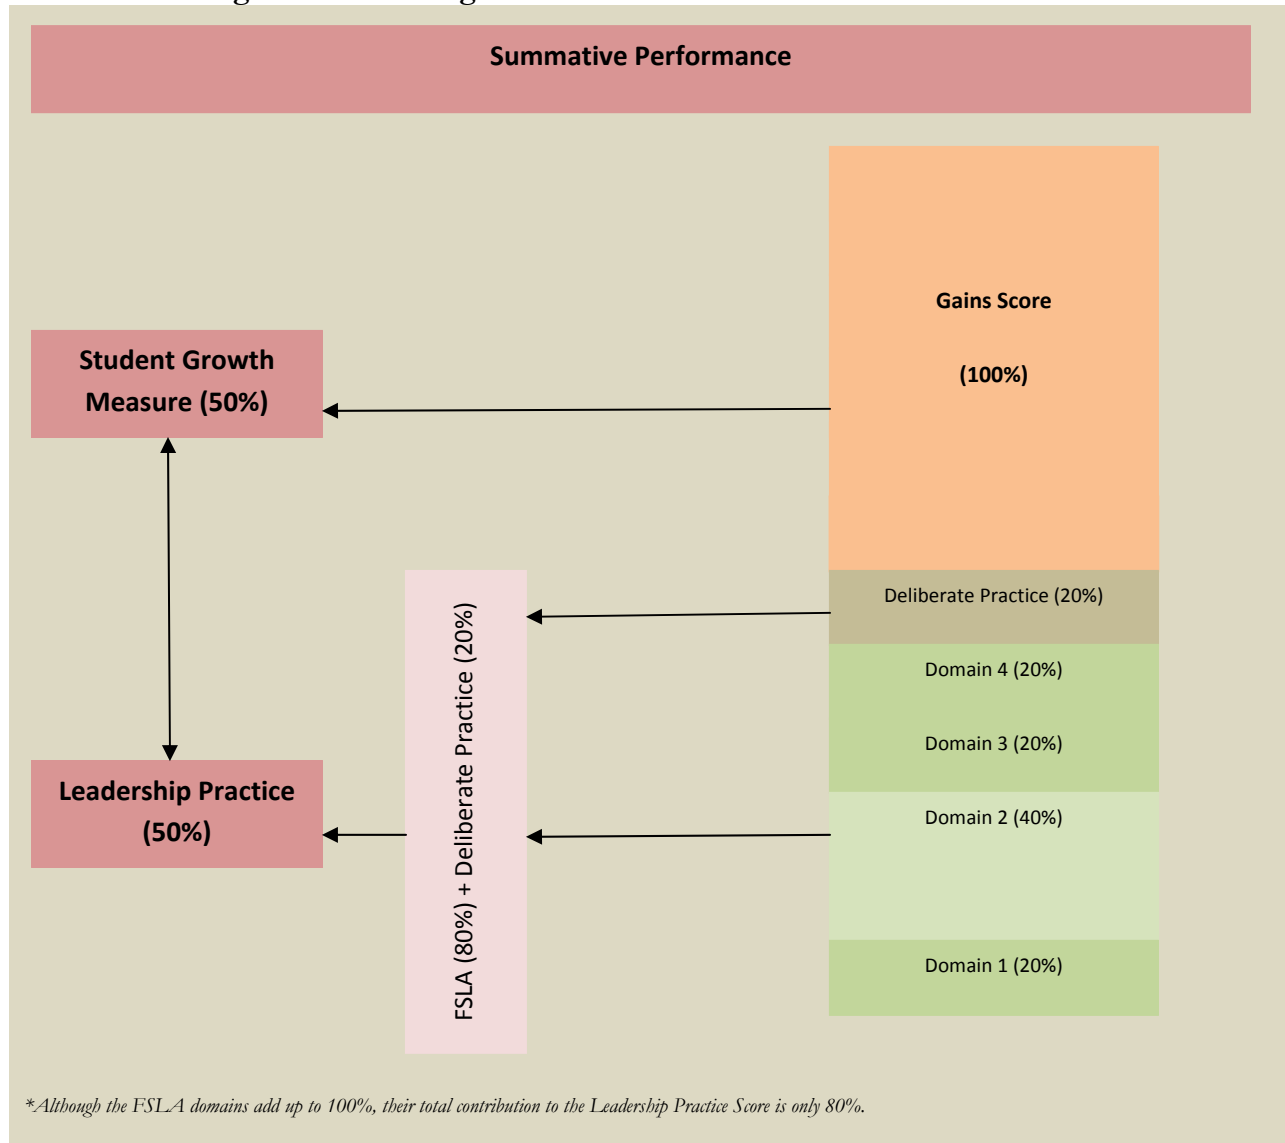 Summative Performance
Gains Score
(100%)
Student Growth
Measure (50%)
Deliberate Practice (20%)
Domain 4 (20%)
Domain 3 (20%)
Leadership Practice
(50%)
FSLA (80%) + Deliberate Practice (20%)
Domain 2 (40%)
Domain 1 (20%)
*Although the FSLA domains add up to 100%, their total contribution to the Leadership Practice Score is only 80%.